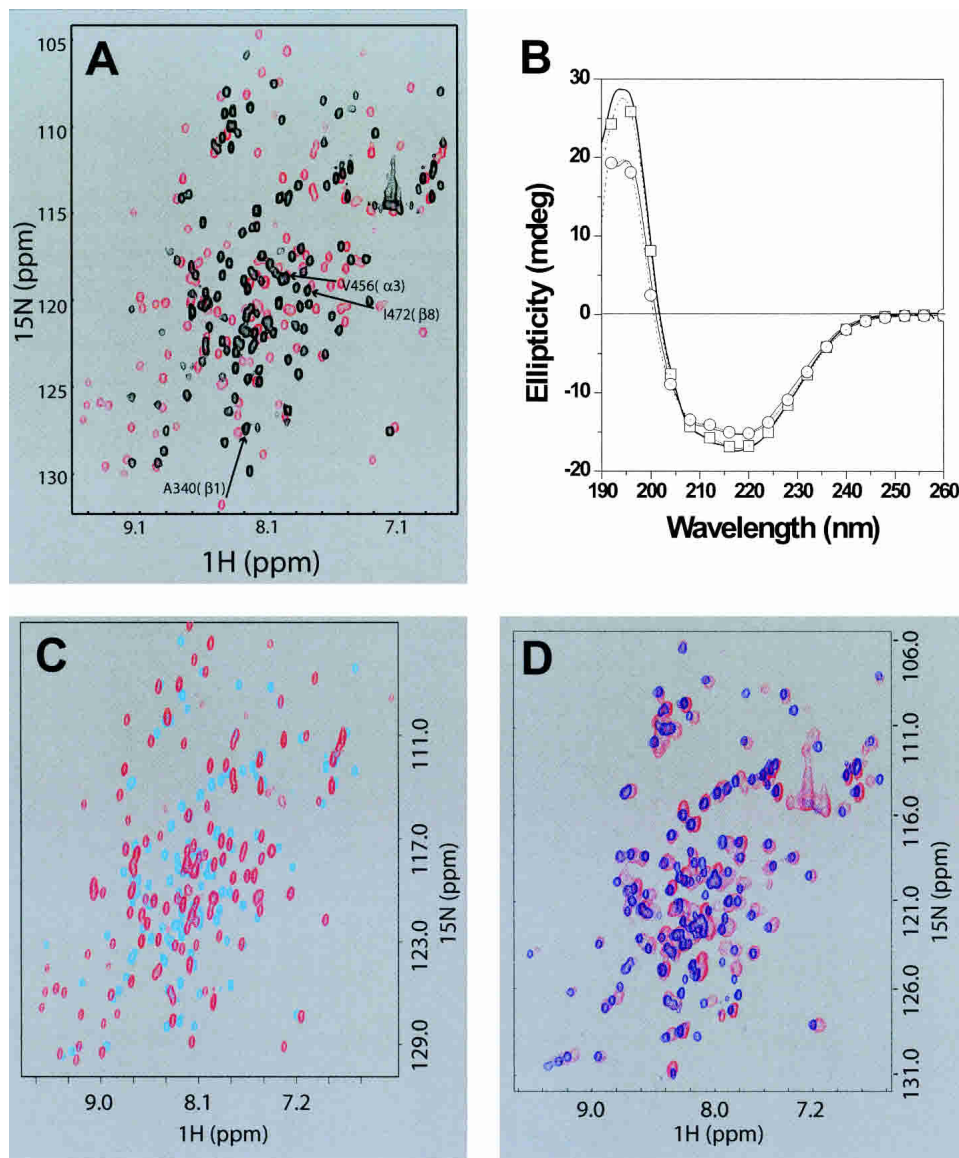 A
105
110
115
120
125
130
15N (ppm)
V456( α3)
I472( β8)
A340( β1)
9.1 8.1 7.1
1H (ppm)
B
30
20
10
0
-10
-20
Ellipticity (mdeg)
190 200 210 220 230 240 250 260
Wavelength (nm)
C
111.0
117.0
123.0
129.0
15N (ppm)
9.0 8.1 7.2
1H (ppm)
D
106.0
111.0
116.0
121.0
126.0
131.0
15N (ppm)
9.0 8.0 7.2
1H (ppm)